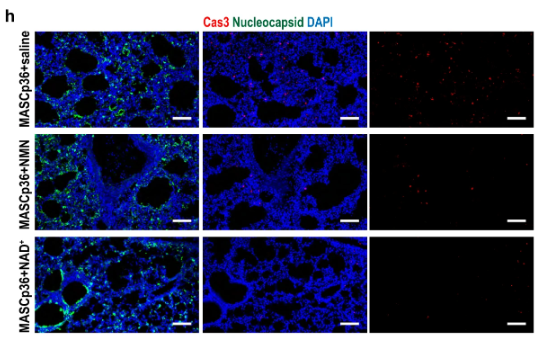 h
Cas3 Nucleocapsid DAPI
MASCp36+saline
MASCp36+NMN
MASCp36+NAD⁺